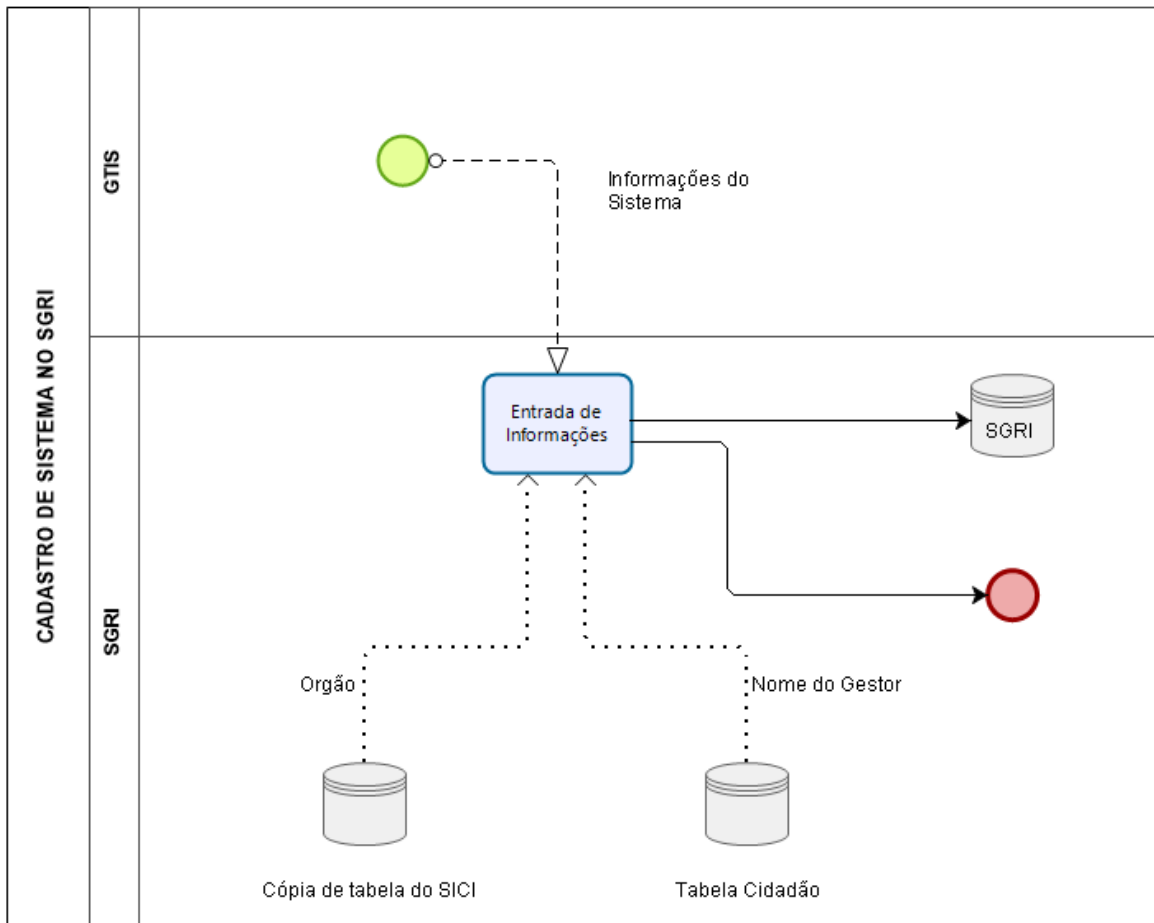 CADASTRO DE SISTEMA NO SGRI
GTIS
Informações do
Sistema
SGRI
Entrada de
Informações
SGRI
Orgão
Nome do Gestor
Cópia de tabela do SICI
Tabela Cidadão